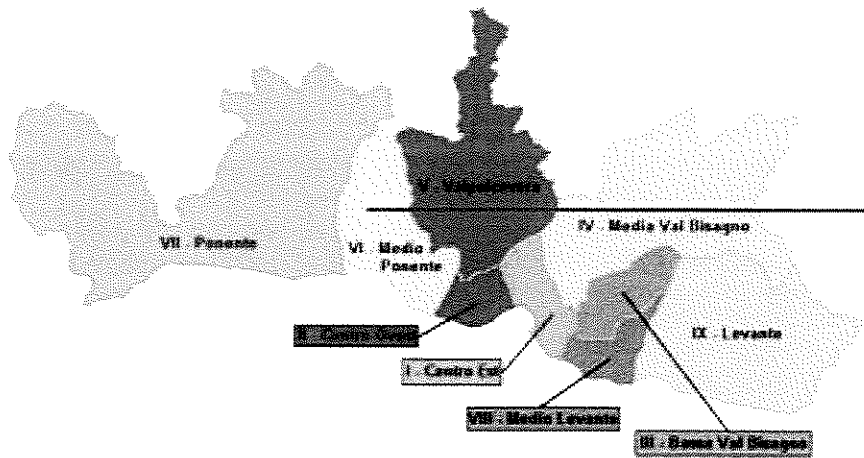 V - Valpolcevera
IV - Media Val Bisagno
VII - Ponente
VI - Medio
Ponente
II - Centro Ovest
IX - Levante
I - Centro Est
VIII - Medio Levante
III - Bassa Val Bisagno